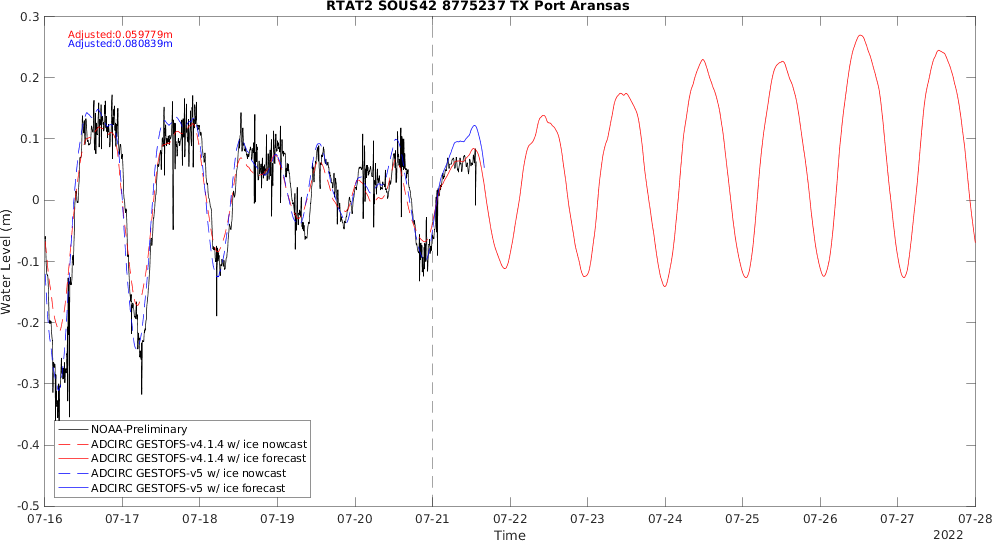 RTAT2 SOUS42 8775237 TX Port Aransas
Adjusted:0.059779m
Adjusted:0.080839m
0.3
0.2
0.1
0
-0.1
-0.2
-0.3
-0.4
-0.5
Water Level (m)
NOAA-Preliminary
ADCIRC GESTOFS-v4.1.4 w/ ice nowcast
ADCIRC GESTOFS-v4.1.4 w/ ice forecast
ADCIRC GESTOFS-v5 w/ ice nowcast
ADCIRC GESTOFS-v5 w/ ice forecast
07-16 07-17 07-18 07-19 07-20 07-21 07-22 07-23 07-24 07-25 07-26 07-27 07-28
Time
2022